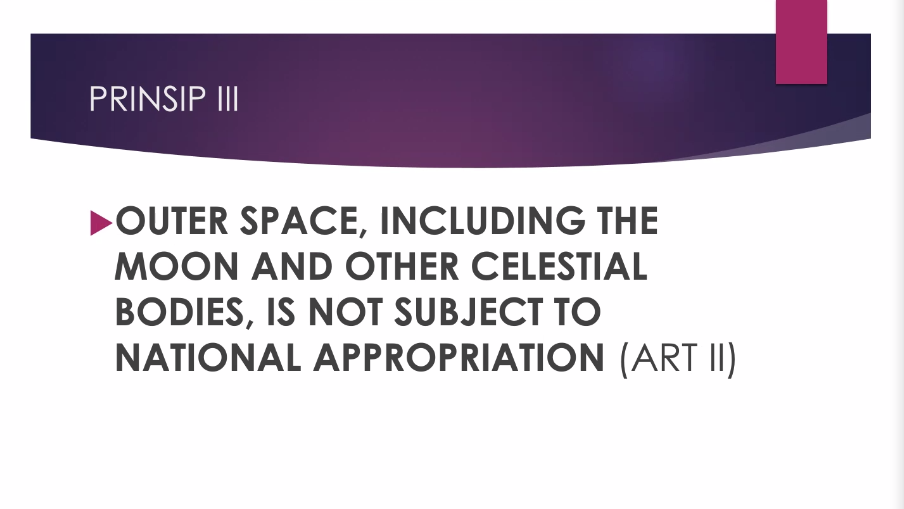 PRINSIP III
OUTER SPACE, INCLUDING THE
MOON AND OTHER CELESTIAL
BODIES, IS NOT SUBJECT TO
NATIONAL APPROPRIATION (ART II)